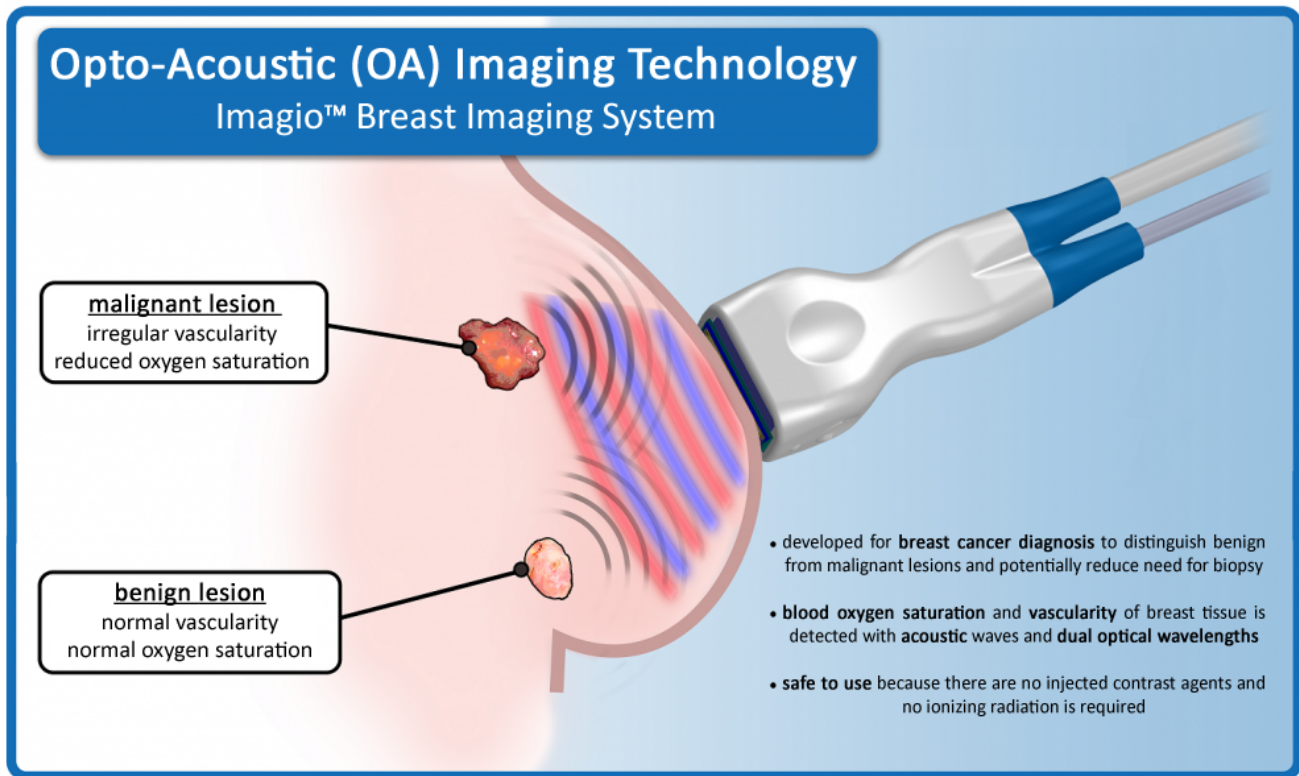 Opto-Acoustic (OA) Imaging Technology
Imagio™ Breast Imaging System
malignant lesion
irregular vascularity
reduced oxygen saturation
benign lesion
normal vascularity
normal oxygen saturation
• developed for breast cancer diagnosis to distinguish benign
from malignant lesions and potentially reduce need for biopsy
• blood oxygen saturation and vascularity of breast tissue is
detected with acoustic waves and dual optical wavelengths
• safe to use because there are no injected contrast agents and
no ionizing radiation is required